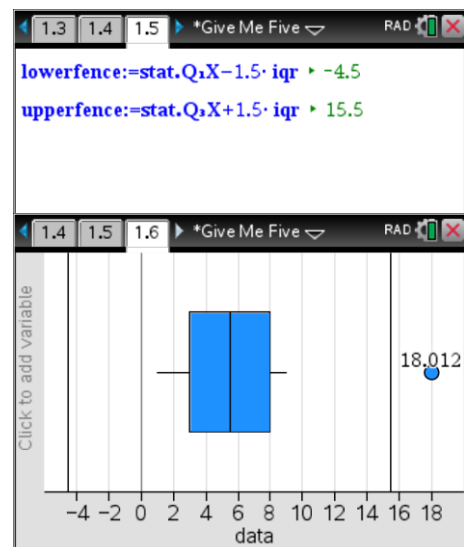 1.3 1.4 1.5 *Give Me Five RAD
lowerfence:=stat.Q₁X−1.5· iqr ▸ -4.5
upperfence:=stat.Q₃X+1.5· iqr ▸ 15.5
1.4 1.5 1.6 *Give Me Five RAD
Click to add variable
18.012
-4 -2 0 2 4 6 8 10 12 14 16 18
data